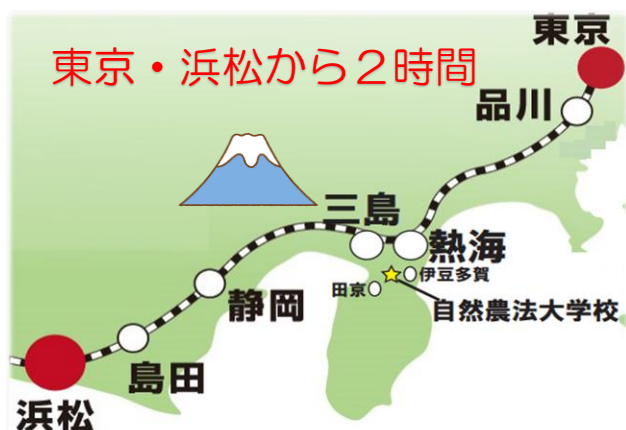 東京
東京・浜松から２時間
品川
三島
熱海
伊豆多賀
田京
自然農法大学校
静岡
島田
浜松